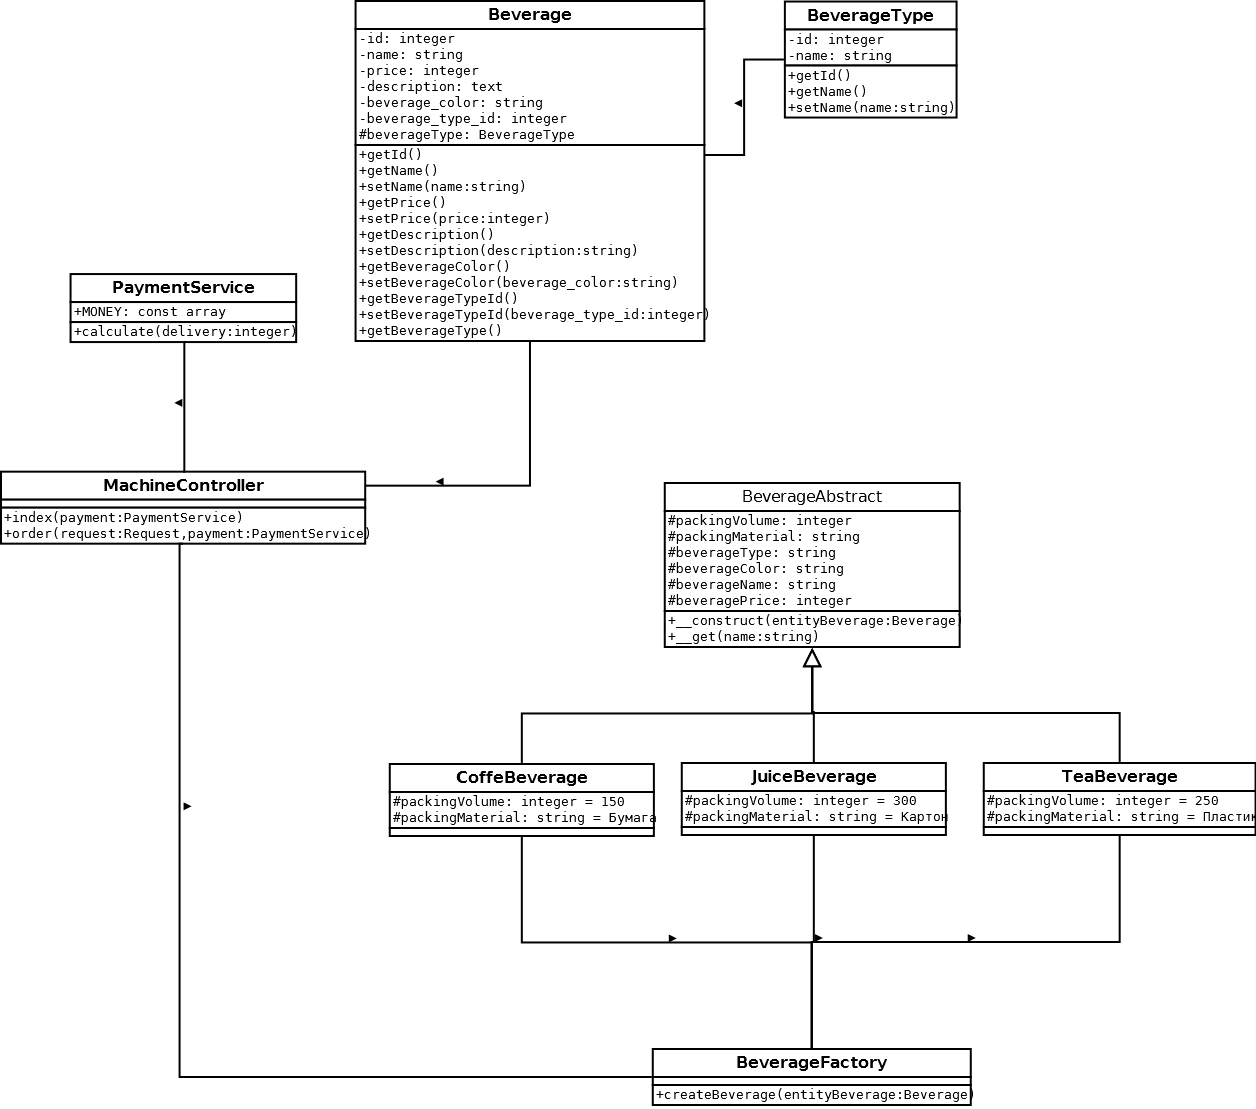 Beverage
-id: integer
-name: string
-price: integer
-description: text
-beverage_color: string
-beverage_type_id: integer
#beverageType: BeverageType
+getId()
+getName()
+setName(name:string)
+getPrice()
+setPrice(price:integer)
+getDescription()
+setDescription(description:string)
+getBeverageColor()
+setBeverageColor(beverage_color:string)
+getBeverageTypeId()
+setBeverageTypeId(beverage_type_id:integer)
+getBeverageType()
BeverageType
-id: integer
-name: string
+getId()
+getName()
+setName(name:string)
PaymentService
+MONEY: const array
+calculate(delivery:integer)
MachineController
+index(payment:PaymentService)
+order(request:Request,payment:PaymentService)
BeverageAbstract
#packingVolume: integer
#packingMaterial: string
#beverageType: string
#beverageColor: string
#beverageName: string
#beveragePrice: integer
+__construct(entityBeverage:Beverage)
+__get(name:string)
CoffeBeverage
#packingVolume: integer = 150
#packingMaterial: string = Бумага
JuiceBeverage
#packingVolume: integer = 300
#packingMaterial: string = Картон
TeaBeverage
#packingVolume: integer = 250
#packingMaterial: string = Пластик
BeverageFactory
+createBeverage(entityBeverage:Beverage)